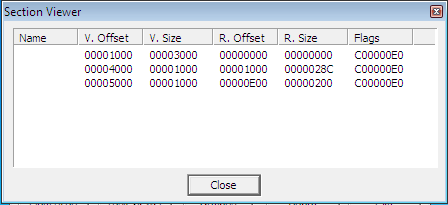 Section Viewer
Name V. Offset V. Size R. Offset R. Size Flags
00001000 00003000 00000000 00000000 C00000E0
00004000 00001000 00001000 0000028C C00000E0
00005000 00001000 00000E00 00000200 C00000E0
Close